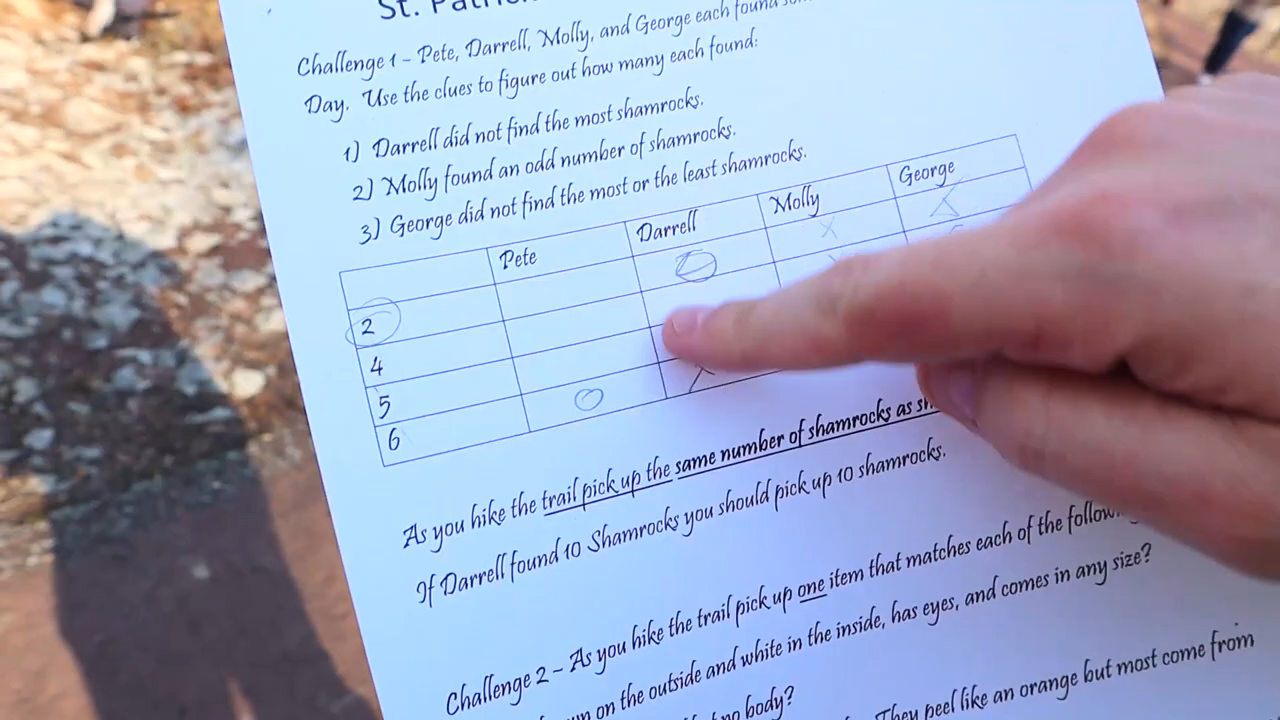 St.
Challenge 1 - Pete, Darrell, Molly, and George each found
Day. Use the clues to figure out how many each found:
1) Darrell did not find the most shamrocks.
2) Molly found an odd number of shamrocks.
3) George did not find the most or the least shamrocks.
Pete Darrell Molly George
2
4
5
6
As you hike the trail pick up the same number of shamrocks as
If Darrell found 10 Shamrocks you should pick up 10 shamrocks.
Challenge 2 - As you hike the trail pick up one item that matches each of the
on the outside and white in the inside, has eyes, and comes in any size?
no body?
They peel like an orange but most come from